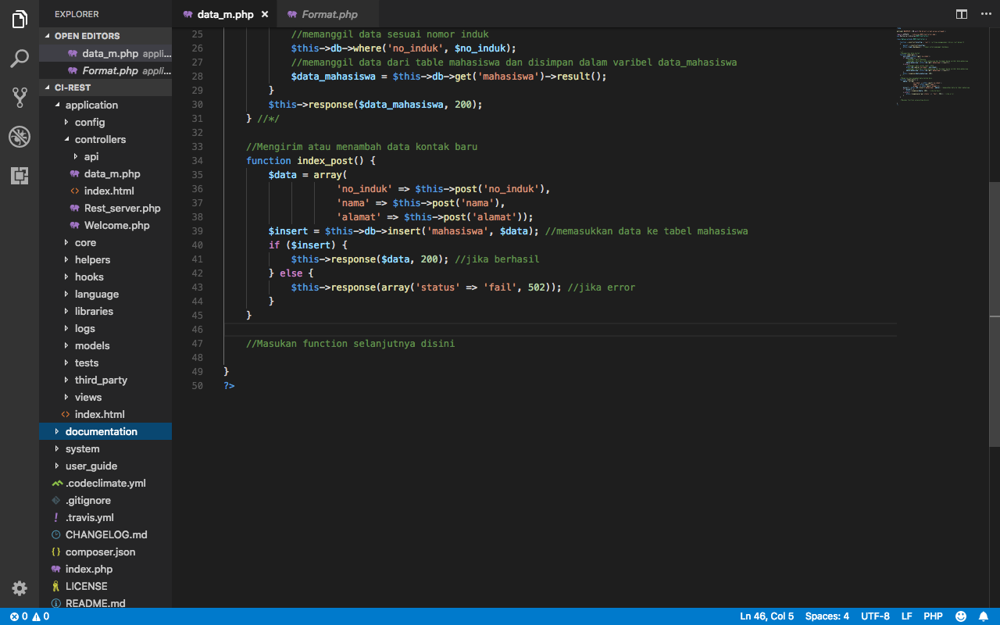 EXPLORER
OPEN EDITORS
data_m.php appli...
Format.php appli...
CI-REST
application
config
controllers
api
data_m.php
index.html
Rest_server.php
Welcome.php
core
helpers
hooks
language
libraries
logs
models
tests
third_party
views
index.html
documentation
system
user_guide
.codeclimate.yml
.gitignore
.travis.yml
CHANGELOG.md
composer.json
index.php
LICENSE
README.md
data_m.php
Format.php
25 //memanggil data sesuai nomor induk
26 $this->db->where('no_induk', $no_induk);
27 //memanggil data dari table mahasiswa dan disimpan dalam varibel data_mahasiswa
28 $data_mahasiswa = $this->db->get('mahasiswa')->result();
29 }
30 $this->response($data_mahasiswa, 200);
31 } //*/
32
33 //Mengirim atau menambah data kontak baru
34 function index_post() {
35 $data = array(
36 'no_induk' => $this->post('no_induk'),
37 'nama' => $this->post('nama'),
38 'alamat' => $this->post('alamat'));
39 $insert = $this->db->insert('mahasiswa', $data); //memasukkan data ke tabel mahasiswa
40 if ($insert) {
41 $this->response($data, 200); //jika berhasil
42 } else {
43 $this->response(array('status' => 'fail', 502)); //jika error
44 }
45 }
46
47 //Masukan function selanjutnya disini
48
49 }
50 ?>
0 0
Ln 46, Col 5 Spaces: 4 UTF-8 LF PHP